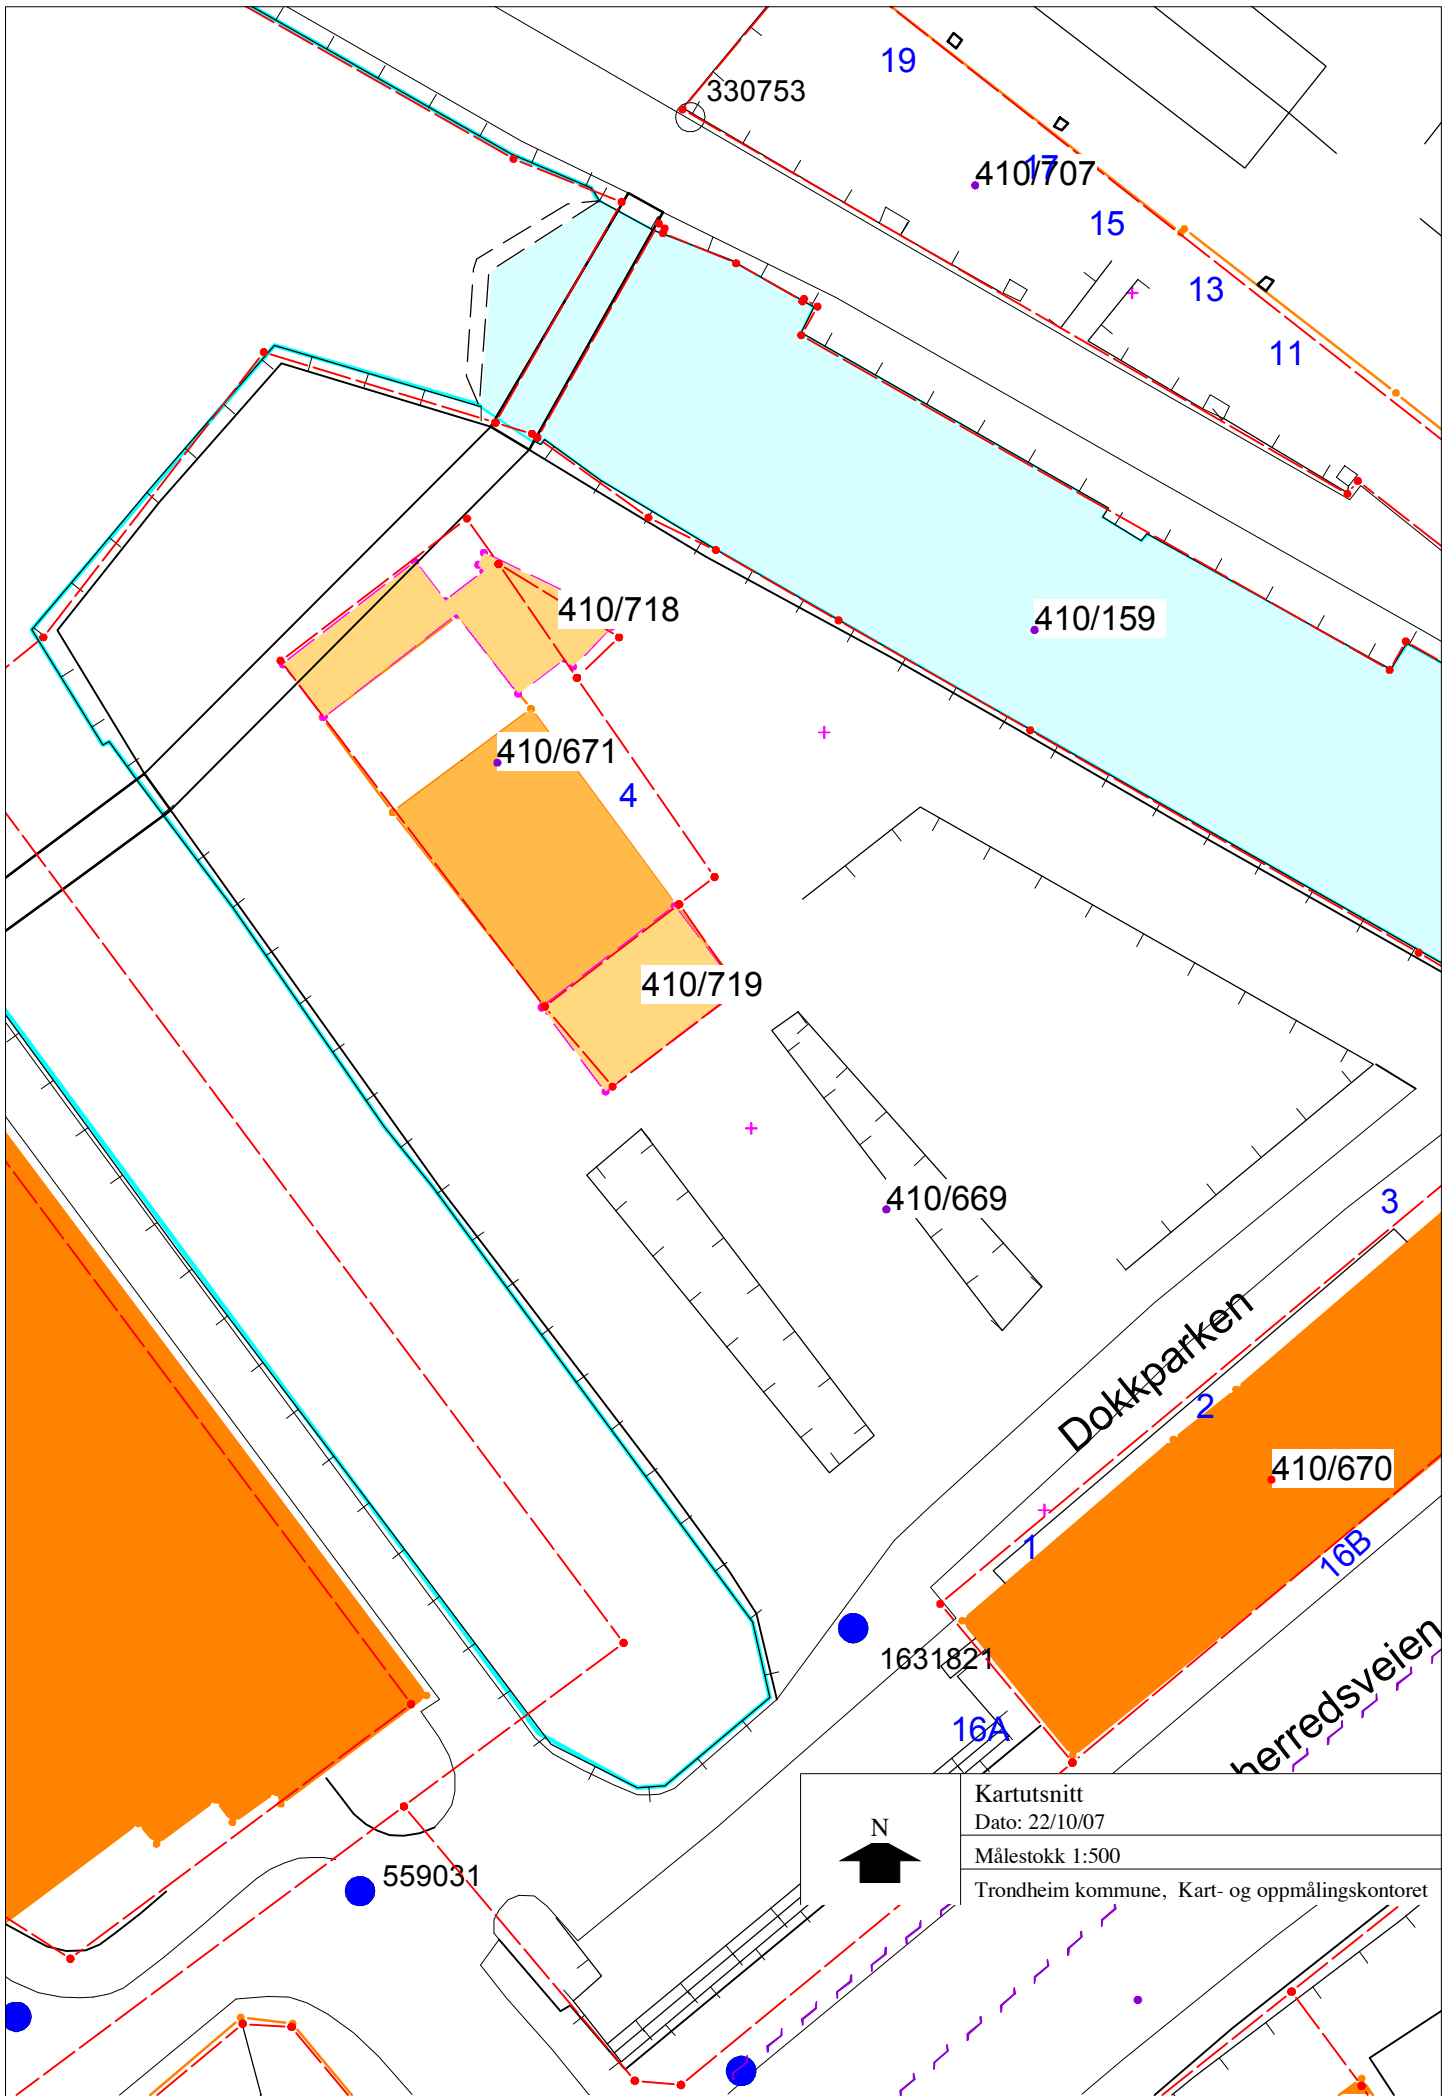 19
330753
17
410/707
15
13
11
410/718
410/159
410/671
4
410/719
410/669
3
Dokkparken
2
410/670
1
16B
1631821
16A
herredsveien
559031
N
Kartutsnitt
Dato: 22/10/07
Målestokk 1:500
Trondheim kommune, Kart- og oppmålingskontoret